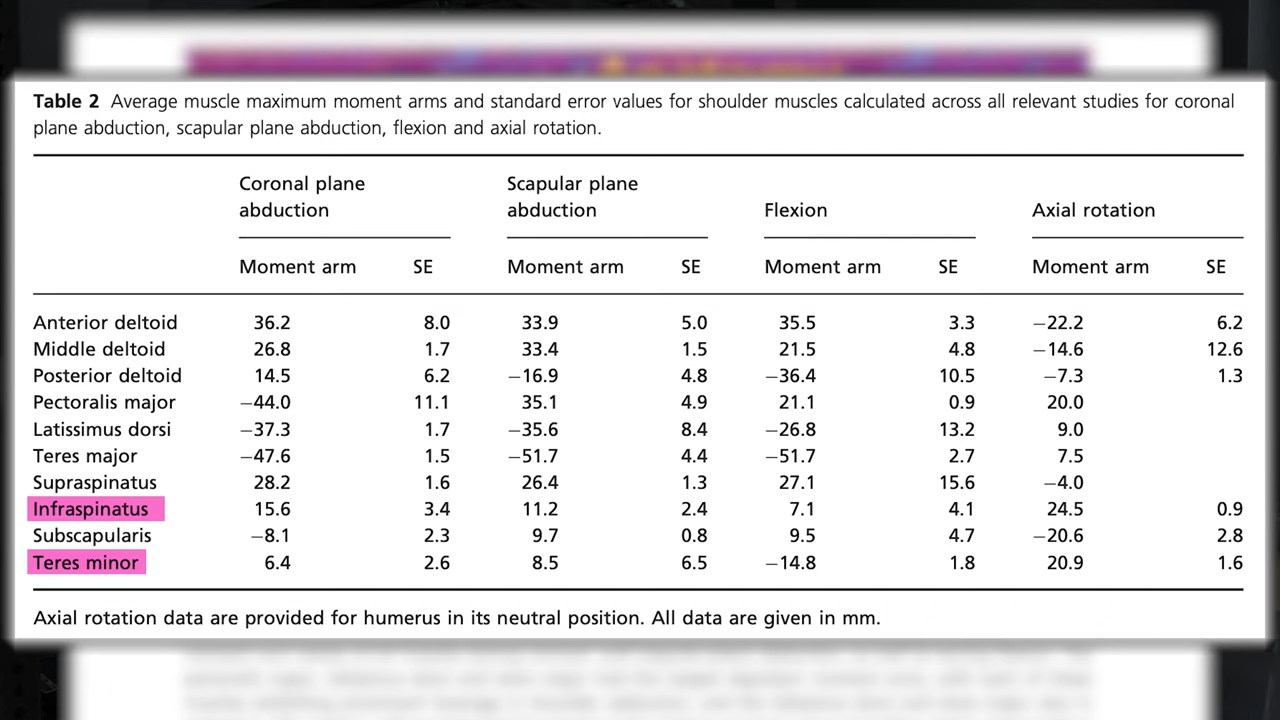 Table 2 Average muscle maximum moment arms and standard error values for shoulder muscles calculated across all relevant studies for coronal
plane abduction, scapular plane abduction, flexion and axial rotation.
Coronal plane abduction Scapular plane abduction Flexion Axial rotation
Moment arm SE Moment arm SE Moment arm SE Moment arm SE
Anterior deltoid 36.2 8.0 33.9 5.0 35.5 3.3 −22.2 6.2
Middle deltoid 26.8 1.7 33.4 1.5 21.5 4.8 −14.6 12.6
Posterior deltoid 14.5 6.2 −16.9 4.8 −36.4 10.5 −7.3 1.3
Pectoralis major −44.0 11.1 35.1 4.9 21.1 0.9 20.0
Latissimus dorsi −37.3 1.7 −35.6 8.4 −26.8 13.2 9.0
Teres major −47.6 1.5 −51.7 4.4 −51.7 2.7 7.5
Supraspinatus 28.2 1.6 26.4 1.3 27.1 15.6 −4.0
Infraspinatus 15.6 3.4 11.2 2.4 7.1 4.1 24.5 0.9
Subscapularis −8.1 2.3 9.7 0.8 9.5 4.7 −20.6 2.8
Teres minor 6.4 2.6 8.5 6.5 −14.8 1.8 20.9 1.6
Axial rotation data are provided for humerus in its neutral position. All data are given in mm.